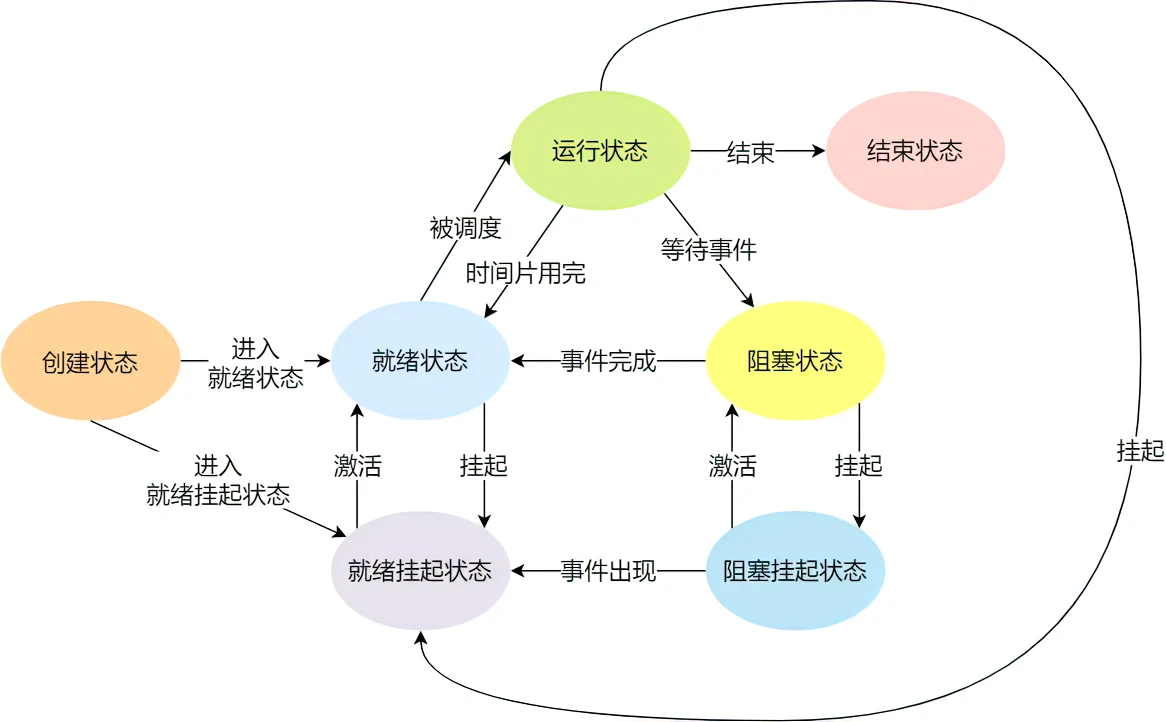 运行状态
结束
结束状态
被调度
等待事件
时间片用完
创建状态
进入
就绪状态
就绪状态
事件完成
阻塞状态
挂起
进入
就绪挂起状态
激活
挂起
激活
挂起
就绪挂起状态
事件出现
阻塞挂起状态